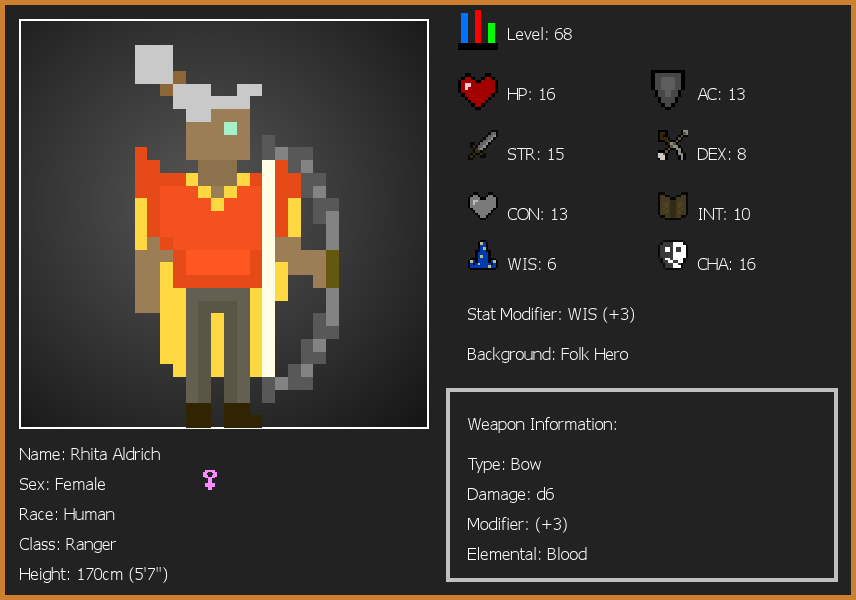 Level: 68
HP: 16
AC: 13
STR: 15
DEX: 8
CON: 13
INT: 10
WIS: 6
CHA: 16
Stat Modifier: WIS (+3)
Background: Folk Hero
Weapon Information:
Type: Bow
Damage: d6
Modifier: (+3)
Elemental: Blood
Name: Rhita Aldrich
Sex: Female
Race: Human
Class: Ranger
Height: 170cm (5'7")